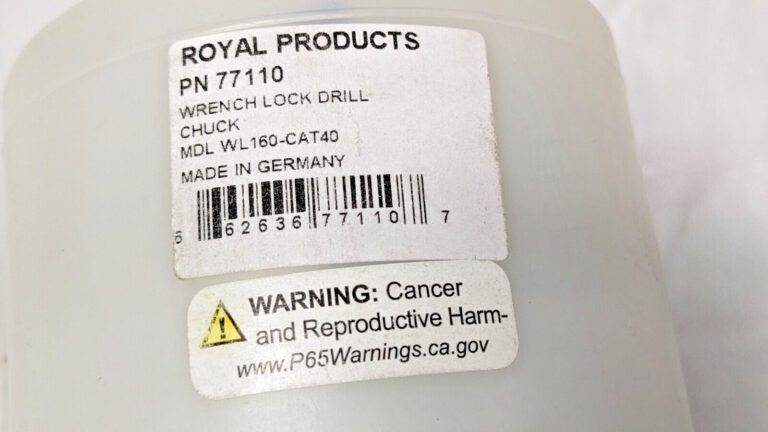 ROYAL PRODUCTS
PN 77110
WRENCH LOCK DRILL
CHUCK
MDL WL160-CAT40
MADE IN GERMANY
6 62636 77110 7
WARNING: Cancer
and Reproductive Harm-
www.P65Warnings.ca.gov